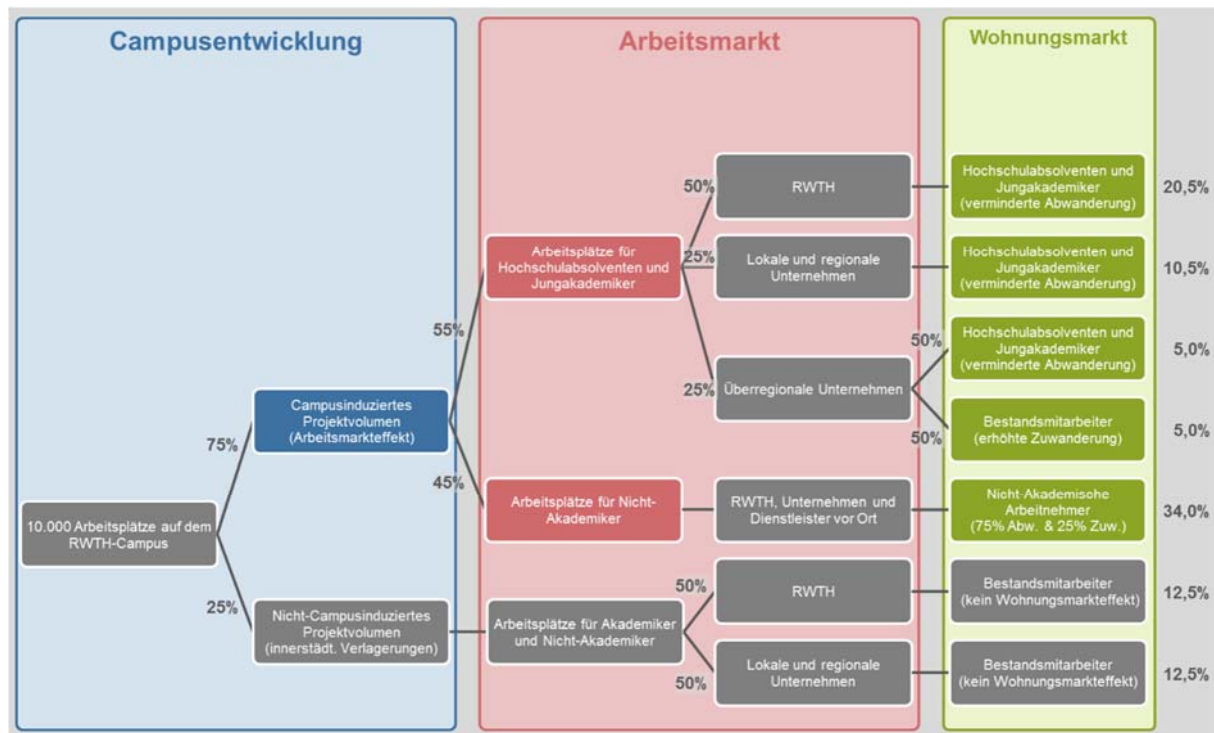 Campusentwicklung
Arbeitsmarkt
Wohnungsmarkt
50%
RWTH
Hochschulabsolventen und
Jungakademiker
(verminderte Abwanderung)
20,5%
Arbeitsplätze für
Hochschulabsolventen und
Jungakademiker
25%
Lokale und regionale
Unternehmen
Hochschulabsolventen und
Jungakademiker
(verminderte Abwanderung)
10,5%
55%
50%
Hochschulabsolventen und
Jungakademiker
(verminderte Abwanderung)
5,0%
25%
Überregionale Unternehmen
Campusinduziertes
Projektvolumen
(Arbeitsmarkteffekt)
50%
Bestandsmitarbeiter
(erhöhte Zuwanderung)
5,0%
75%
45%
Arbeitsplätze für Nicht-
Akademiker
RWTH, Unternehmen und
Dienstleister vor Ort
Nicht-Akademische
Arbeitnehmer
(75% Abw. & 25% Zuw.)
34,0%
10.000 Arbeitsplätze auf dem
RWTH-Campus
25%
Nicht-Campusinduziertes
Projektvolumen
(innerstädt. Verlagerungen)
Arbeitsplätze für Akademiker
und Nicht-Akademiker
50%
RWTH
Bestandsmitarbeiter
(kein Wohnungsmarkteffekt)
12,5%
50%
Lokale und regionale
Unternehmen
Bestandsmitarbeiter
(kein Wohnungsmarkteffekt)
12,5%